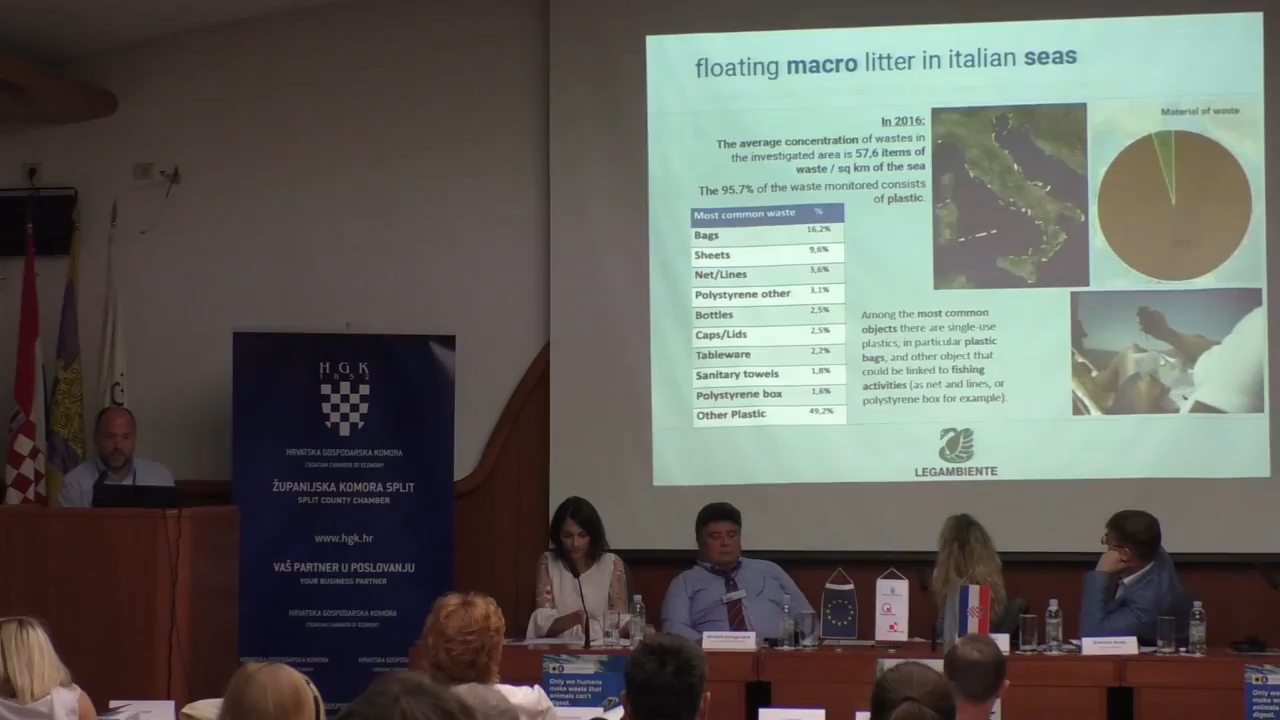 floating macro litter in italian seas
In 2016:
The average concentration of wastes in
the investigated area is 57,6 items of
waste / sq km of the sea
The 95.7% of the waste monitored consists
of plastic.
Most common waste %
Bags 16,2%
Sheets 9,6%
Net/Lines 3,6%
Polystyrene other 3,1%
Bottles 2,5%
Caps/Lids 2,5%
Tableware 2,2%
Sanitary towels 1,8%
Polystyrene box 1,6%
Other Plastic 49,2%
Material of waste
Among the most common
objects there are single-use
plastics, in particular plastic
bags, and other object that
could be linked to fishing
activities (as net and lines, or
polystyrene box for example).
LEGAMBIENTE
HGK
1852
HRVATSKA GOSPODARSKA KOMORA
CROATIAN CHAMBER OF ECONOMY
ŽUPANIJSKA KOMORA SPLIT
SPLIT COUNTY CHAMBER
www.hgk.hr
VAŠ PARTNER U POSLOVANJU
YOUR BUSINESS PARTNER
HRVATSKA GOSPODARSKA KOMORA
CROATIAN CHAMBER OF ECONOMY
HRVATSKA GOSPODARSKA KOMORA
Only we humans
make waste that
animals can't
digest.
Only we